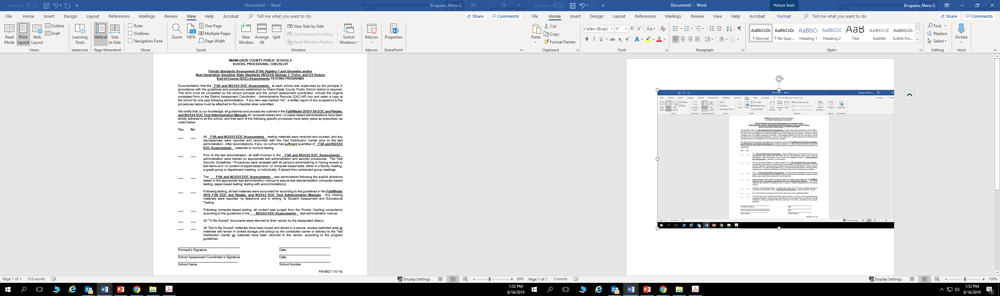 AutoSave Off Document1 - Word Bruguera, Maria C.
File Home Insert Design Layout References Mailings Review View Help Acrobat Tell me what you want to do Share Comments
Read Mode Print Layout Web Layout Outline Draft
Views
Learning Tools
Immersive
Vertical Side to Side
Page Movement
Ruler
Gridlines
Navigation Pane
Show
Zoom 100% One Page Multiple Pages Page Width
Zoom
New Window Arrange All Split View Side by Side Synchronous Scrolling Reset Window Position Switch Windows
Window
Macros
Macros
Properties
SharePoint
MIAMI-DADE COUNTY PUBLIC SCHOOLS
SCHOOL PROCEDURAL CHECKLIST
Florida Standards Assessment (FSA) Algebra 1 and Geometry and/or
Next Generation Sunshine State Standards (NGSSS) Biology 1, Civics, and US History
End-of-Course (EOC) Assessments TESTING PROGRAMS
Documentation that the FSA and NGSSS EOC Assessments at each school was supervised by the principal in
accordance with the guidelines and procedures established by Miami-Dade County Public School district is required.
This form must be completed by the school principal and the school assessment coordinator; include the original
completed form in the District Assessment Coordinator - Administrative Records (DAC-AR) box and retain a copy at
the school for one year following administration. If any item was marked "No", a written report of any exceptions to the
procedures below must be attached to this checklist when submitted.
We certify that, to our knowledge, all guidelines and procedures outlined in the Fall/Winter 2019 FSA EOC and Retake,
and NGSSS EOC Test Administration Manuals for computer-based and / or paper-based administrations have been
strictly adhered to at this school, and that each of the following specific processes have taken place as prescribed; as
noted below:
Yes No
___ ___ All FSA and NGSSS EOC Assessments testing materials were received and counted, and any
discrepancies were reported and reconciled with the Test Distribution Center prior to the test
administration. After reconciliations, if any, our school had sufficient quantities of FSA and NGSSS
EOC Assessments materials to conduct testing.
___ ___ Prior to the test administration, all staff involved in the FSA and NGSSS EOC Assessments
administration were trained on appropriate test administration and security procedures. The Test
Security Guidelines / Procedures were reviewed with all persons administering or having access to
test items and / or content of paper-based and / or computer-based tests, either in a faculty meeting,
a grade group or department meeting, or individually, if absent from scheduled group meetings.
___ ___ The FSA and NGSSS EOC Assessments was administered following the explicit directions
stated in the appropriate test administration manual to assure test standardization (computer-based
testing, paper-based testing, testing with accommodations).
___ ___ Following testing, all test materials were accounted for according to the guidelines in the Fall/Winter
2019 FSA EOC and Retake, and NGSSS EOC Test Administration Manuals. Any missing
materials were reported, by telephone and in writing, to Student Assessment and Educational
Testing.
___ ___ Following computer-based testing, all content was purged from the Proctor Caching computer(s)
according to the guidelines in the NGSSS EOC Assessments test administration manual.
___ ___ All "To Be Scored" documents were returned to their vendor by the designated date(s).
___ ___ All "Not to Be Scored" materials have been boxed and stored in a secure, access-restricted area or
materials will remain in locked storage until pickup by the contracted carrier or delivery to the Test
Distribution Center or materials have been returned to the vendor, according to the program
guidelines.
Principal's Signature Date
School Assessment Coordinator's Signature Date
School Name School Number
FM-6927 (10-18)
Page 1 of 1 510 words Display Settings 80%
1:52 PM
8/16/2019
AutoSave Off Document2 - Word Picture Tools Bruguera, Maria C.
File Home Insert Design Layout References Mailings Review View Help Acrobat Format Tell me what you want to do Share Comments
Paste Cut Copy Format Painter
Clipboard
Calibri (Body) 11
Font
Paragraph
AaBbCcDc AaBbCcDc AaBbCc AaBbCcD AaB AaBbCcD AaBbCcDc
¶ Normal ¶ No Spac... Heading 1 Heading 2 Title Subtitle Subtle Em...
Styles
Find
Replace
Select
Editing
Dictate
Voice
Page 1 of 1 0 words Display Settings 100%
1:52 PM
8/16/2019